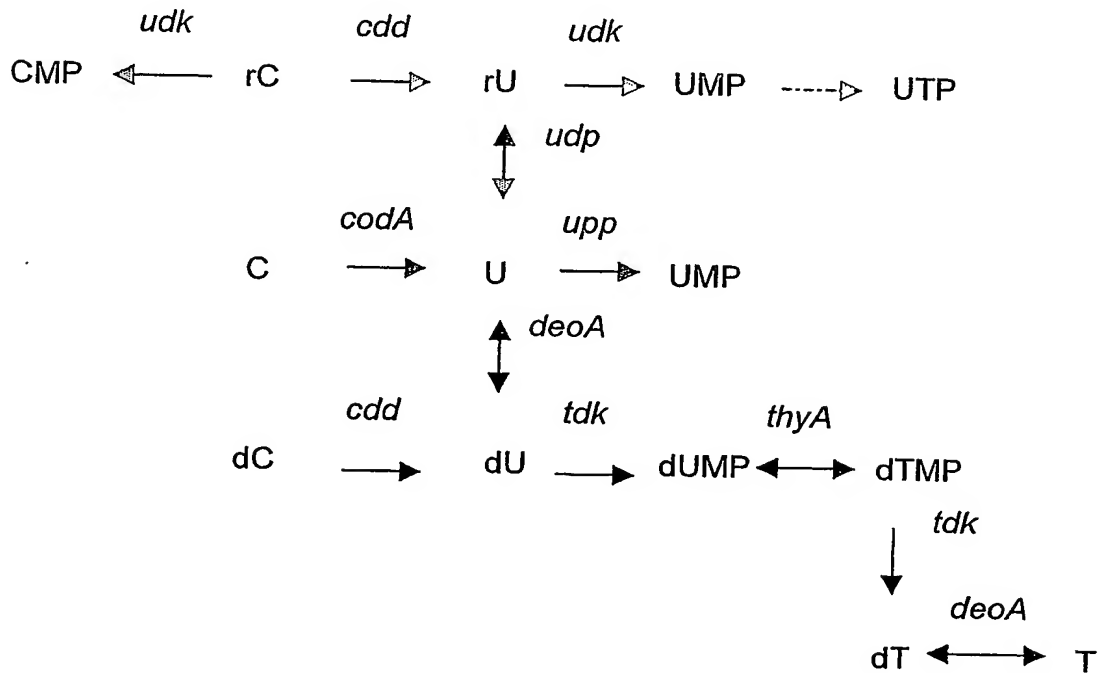 udk cdd udk
CMP rC rU UMP UTP
udp
codA upp
C U UMP
deoA
cdd tdk thyA
dC dU dUMP dTMP
tdk
deoA
dT T